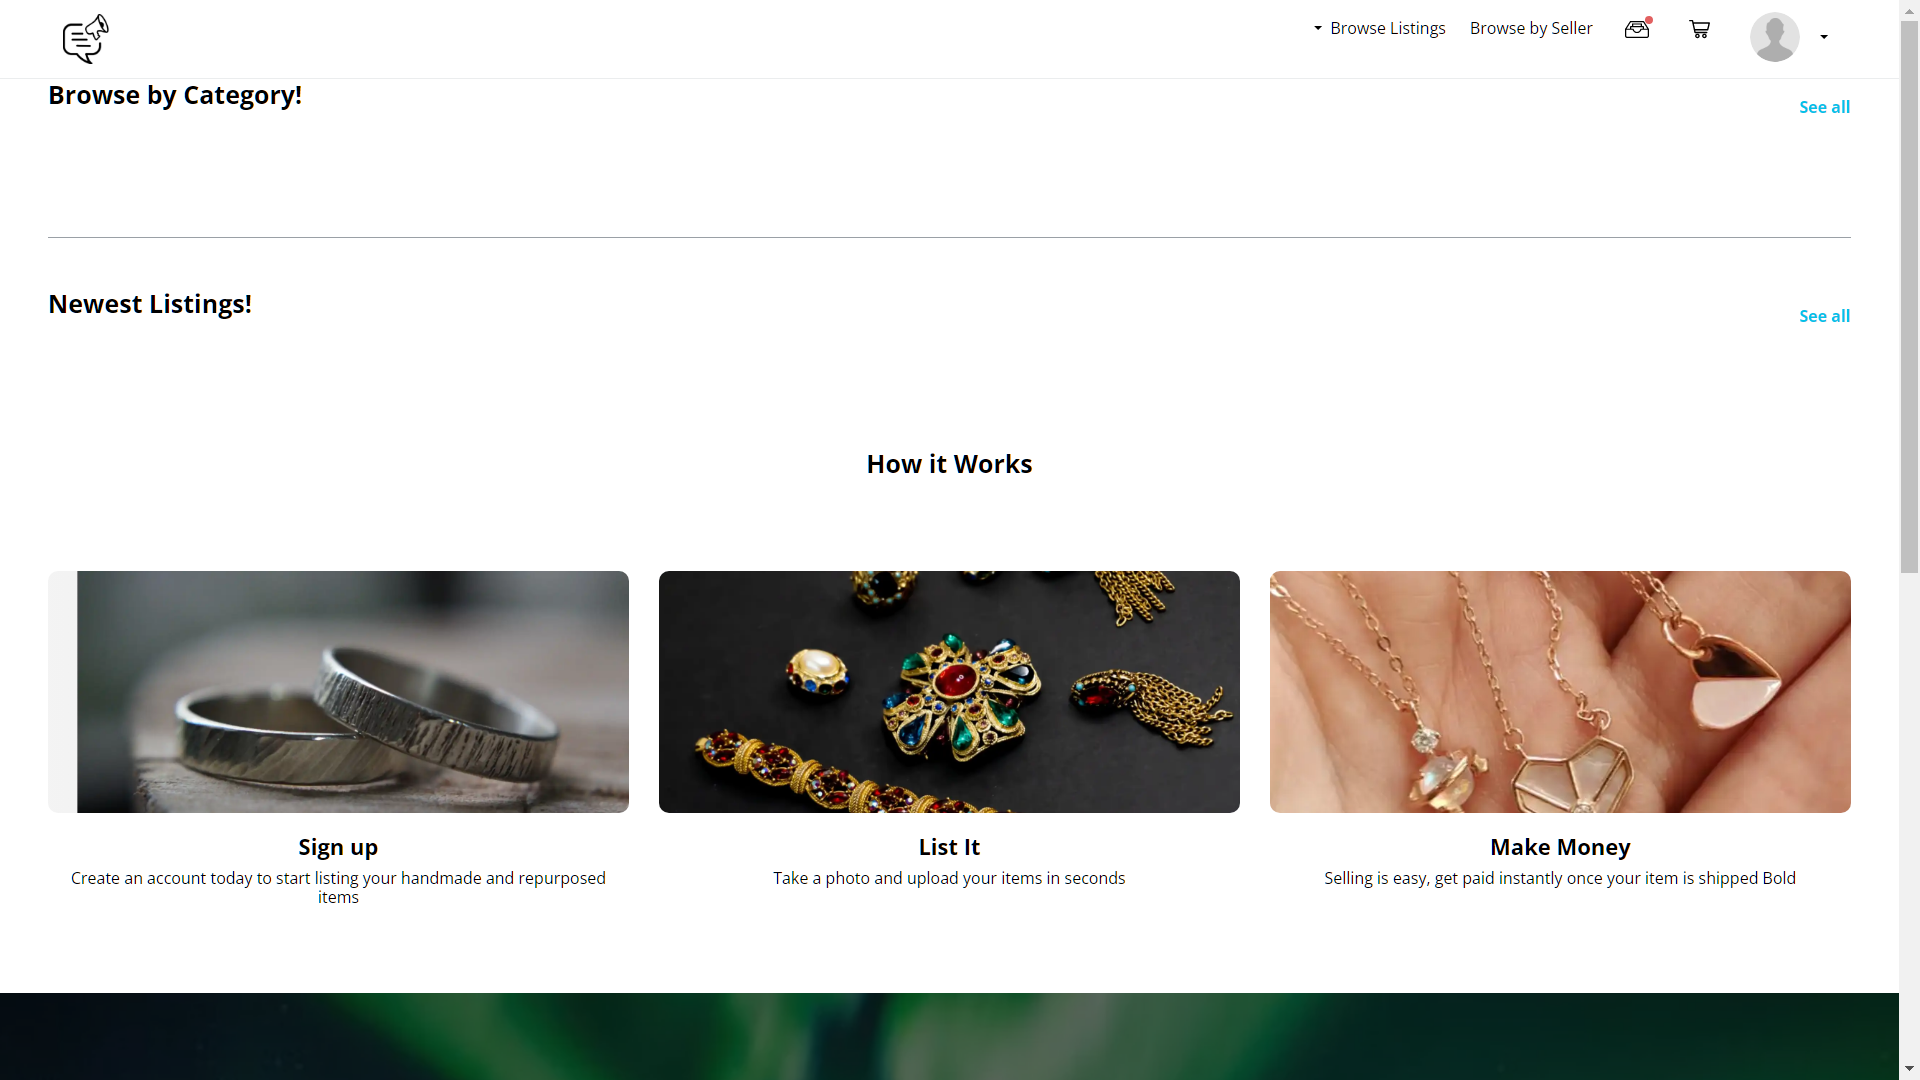 Browse Listings
Browse by Seller
Browse by Category!
See all
Newest Listings!
See all
How it Works
Sign up
Create an account today to start listing your handmade and repurposed
items
List It
Take a photo and upload your items in seconds
Make Money
Selling is easy, get paid instantly once your item is shipped Bold